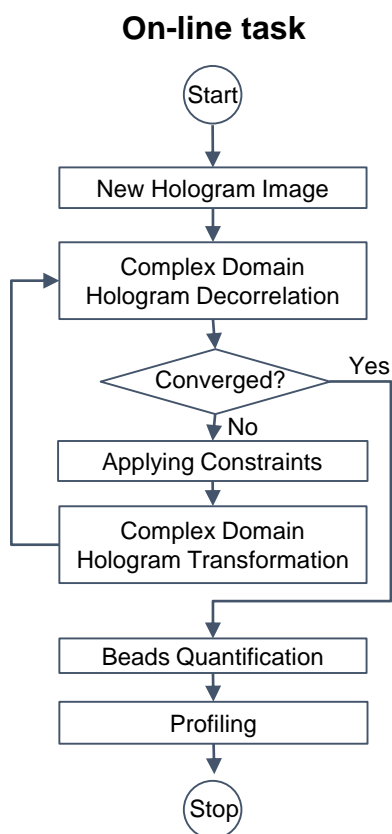 On-line task
Start
New Hologram Image
Complex Domain
Hologram Decorrelation
Converged?
Yes
No
Applying Constraints
Complex Domain
Hologram Transformation
Beads Quantification
Profiling
Stop